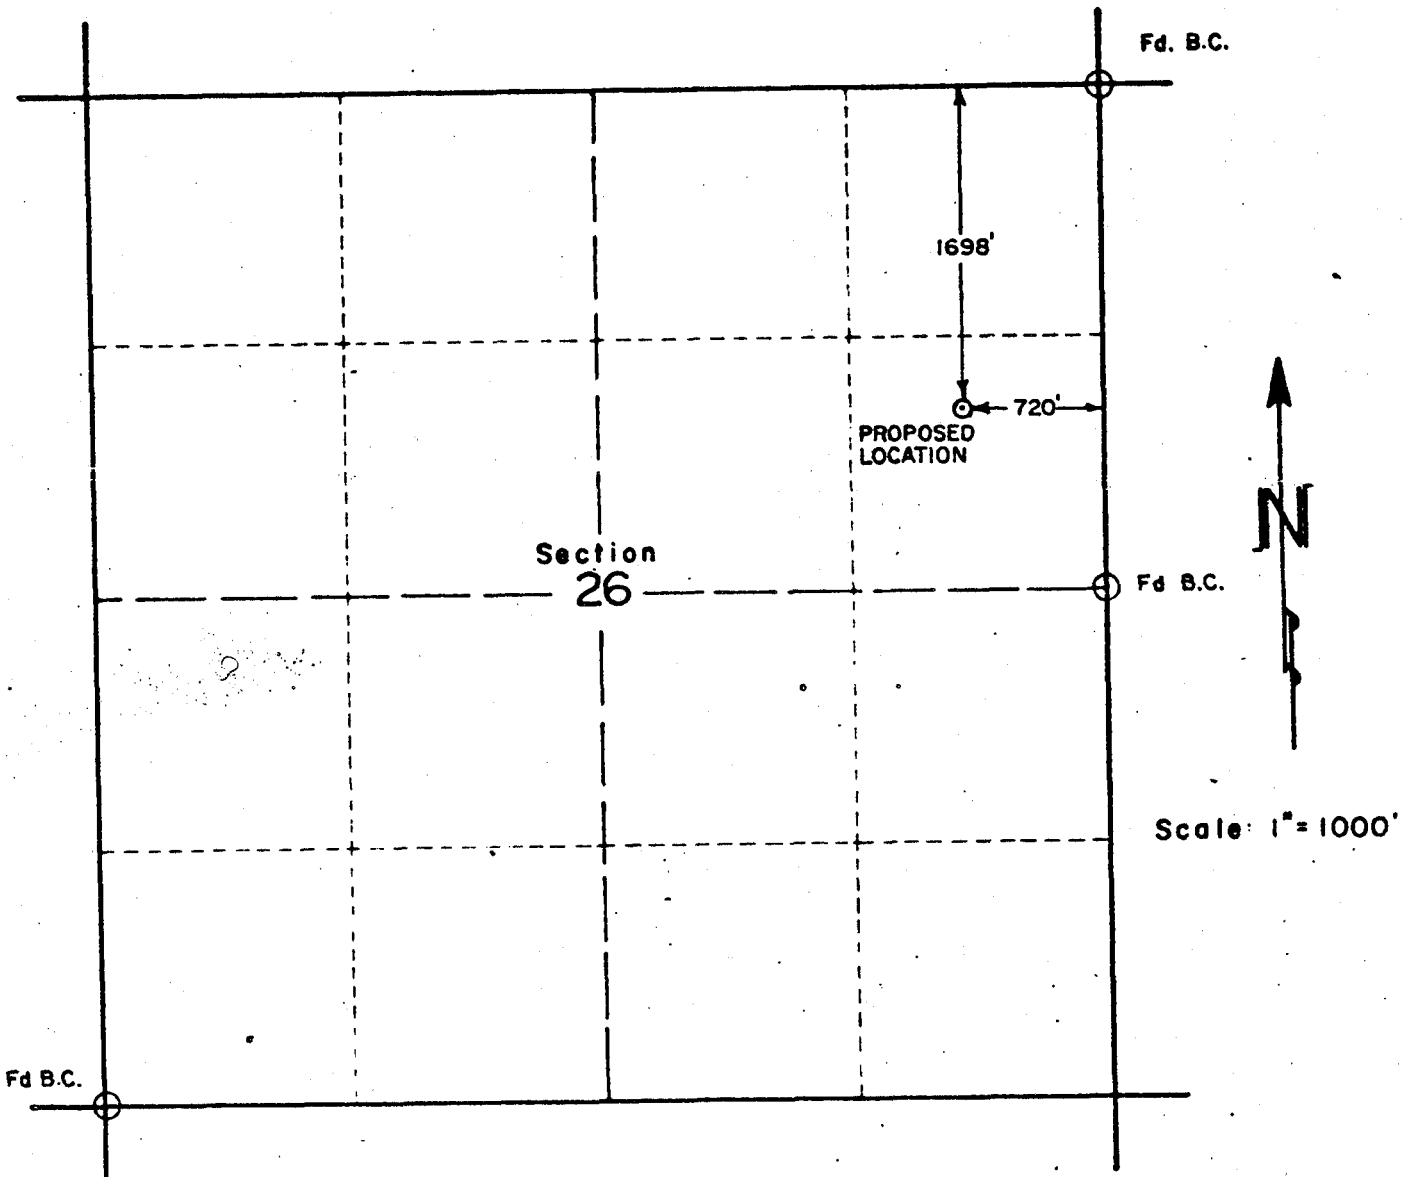 Fd. B.C.
1698'
720'
PROPOSED
LOCATION
N
Section
26
Fd B.C.
Scale: 1" = 1000'
Fd B.C.